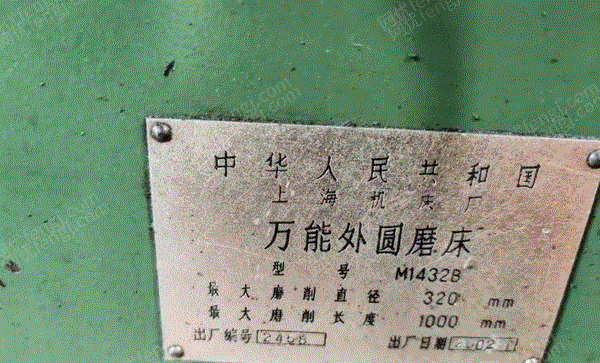 中华人民共和国
上海机床厂
万能外圆磨床
型号 M1432B
最大磨削直径 320 mm
最大磨削长度 1000 mm
出厂编号
出厂日期